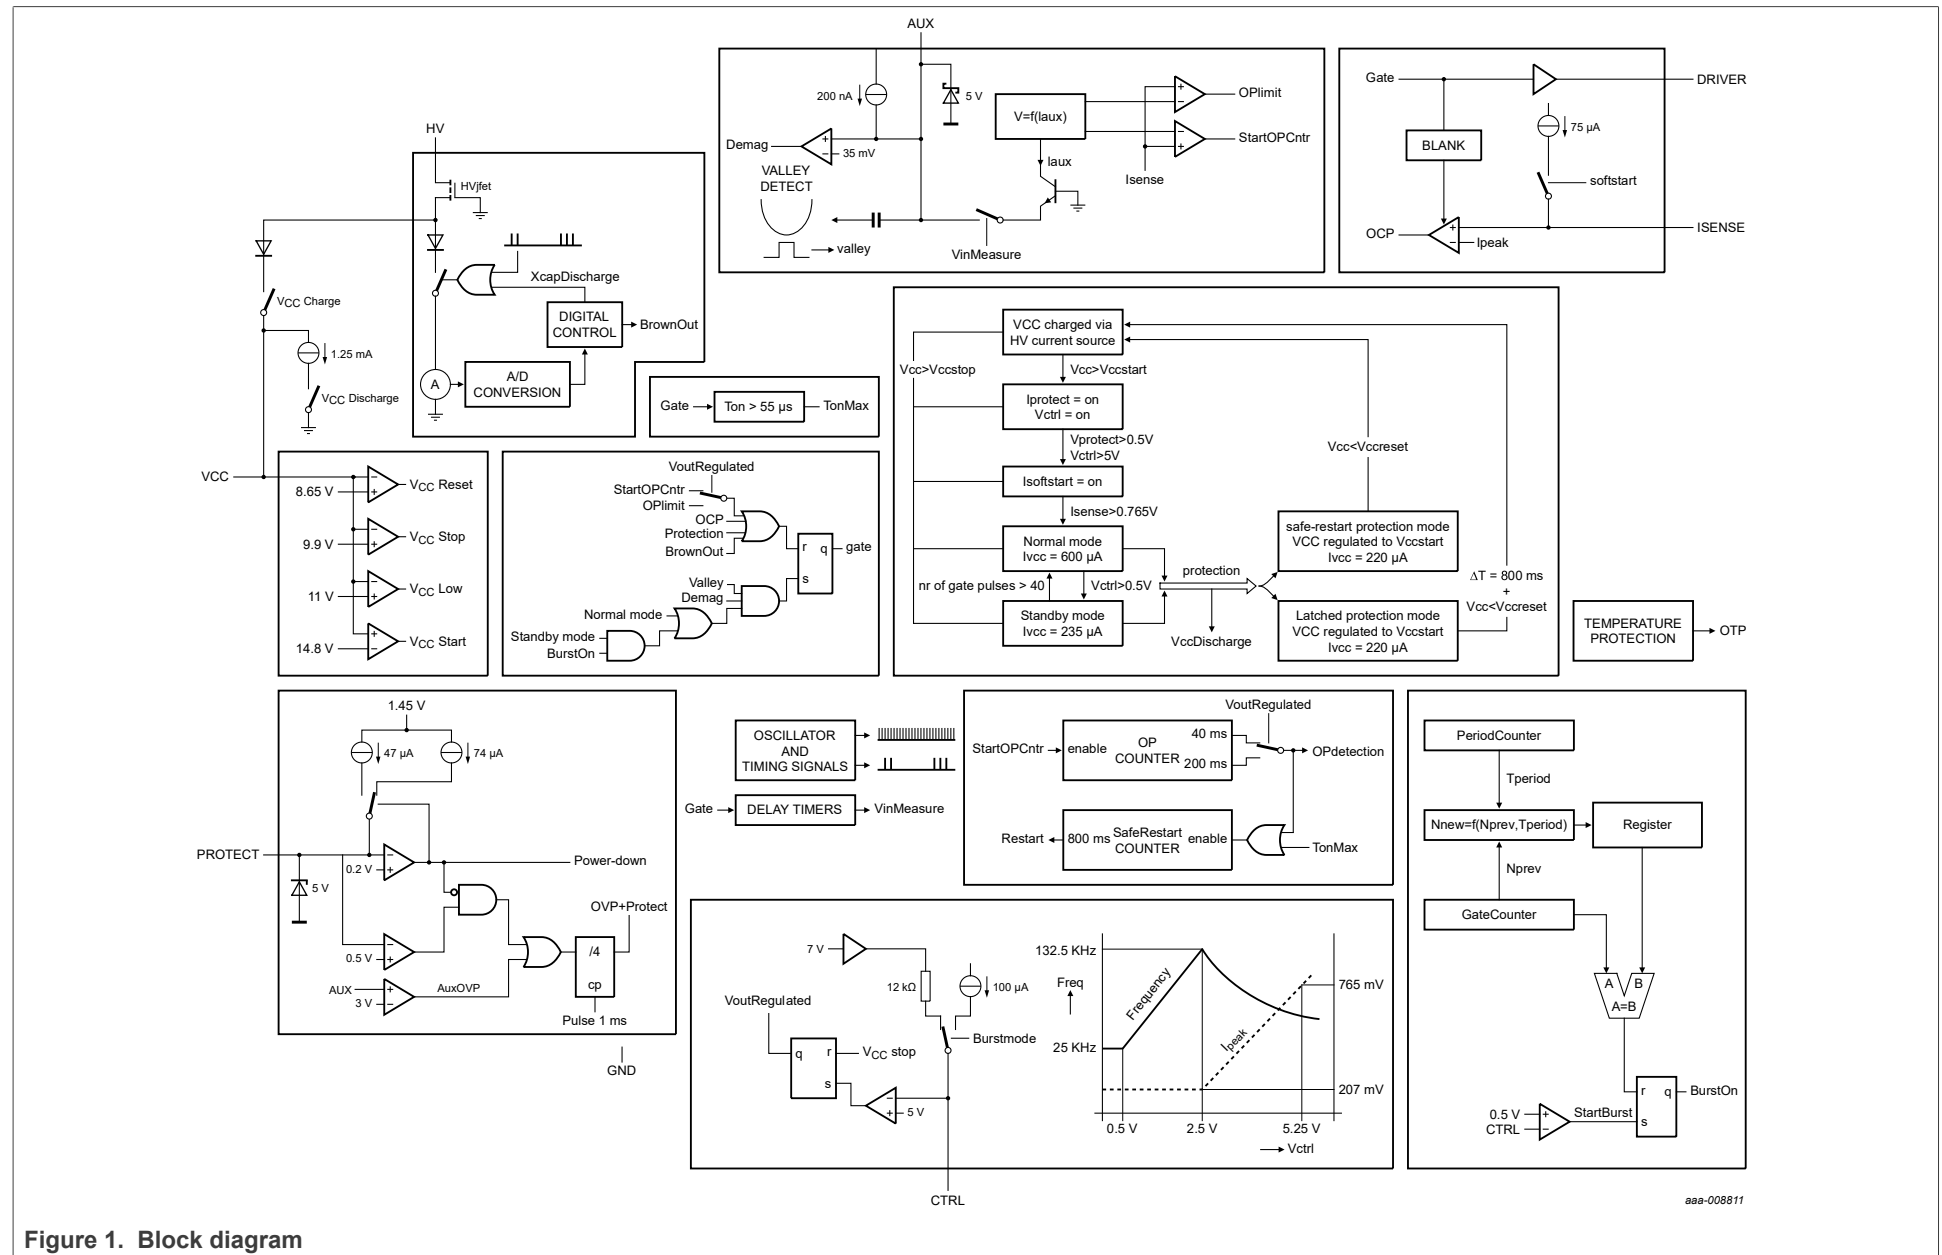 AUX
200 nA
5 V
Demag
+
−
35 mV
VALLEY
DETECT
valley
V=f(Iaux)
Iaux
VinMeasure
+
−
OPlimit
−
+
StartOPCntr
Isense
Gate
DRIVER
75 µA
BLANK
softstart
OCP
+
−
Ipeak
ISENSE
HV
HVjfet
XcapDischarge
DIGITAL
CONTROL
BrownOut
A
A/D
CONVERSION
VCC Charge
1.25 mA
VCC Discharge
Gate
Ton > 55 µs
TonMax
VCC
8.65 V
−
+
VCC Reset
9.9 V
−
+
VCC Stop
11 V
−
+
VCC Low
14.8 V
+
−
VCC Start
VoutRegulated
StartOPCntr
OPlimit
OCP
Protection
BrownOut
r
q
gate
s
Valley
Demag
Normal mode
Standby mode
BurstOn
VCC charged via
HV current source
Vcc>Vccstop
Vcc>Vccstart
Iprotect = on
Vctrl = on
Vprotect>0.5V
Vctrl>5V
Isoftstart = on
Isense>0.765V
Normal mode
Ivcc = 600 µA
nr of gate pulses > 40
Vctrl>0.5V
Standby mode
Ivcc = 235 µA
protection
VccDischarge
Vcc<Vccreset
safe-restart protection mode
VCC regulated to Vccstart
Ivcc = 220 µA
Latched protection mode
VCC regulated to Vccstart
Ivcc = 220 µA
ΔT = 800 ms
+
Vcc<Vccreset
TEMPERATURE
PROTECTION
OTP
1.45 V
47 µA
74 µA
PROTECT
5 V
0.2 V
−
+
Power-down
0.5 V
−
+
AUX
3 V
+
−
AuxOVP
OVP+Protect
/4
cp
Pulse 1 ms
GND
OSCILLATOR
AND
TIMING SIGNALS
Gate
DELAY TIMERS
VinMeasure
VoutRegulated
StartOPCntr
enable
OP
COUNTER
40 ms
200 ms
OPdetection
Restart
800 ms
SafeRestart
COUNTER
enable
TonMax
7 V
12 kΩ
100 µA
VoutRegulated
q
r
s
VCC stop
Burstmode
−
+
5 V
CTRL
132.5 KHz
Freq
25 KHz
Frequency
Ipeak
765 mV
207 mV
0.5 V
2.5 V
5.25 V
Vctrl
PeriodCounter
Tperiod
Nnew=f(Nprev,Tperiod)
Register
Nprev
GateCounter
A
B
A=B
r
q
s
BurstOn
0.5 V
CTRL
+
−
StartBurst
aaa-008811
Figure 1. Block diagram